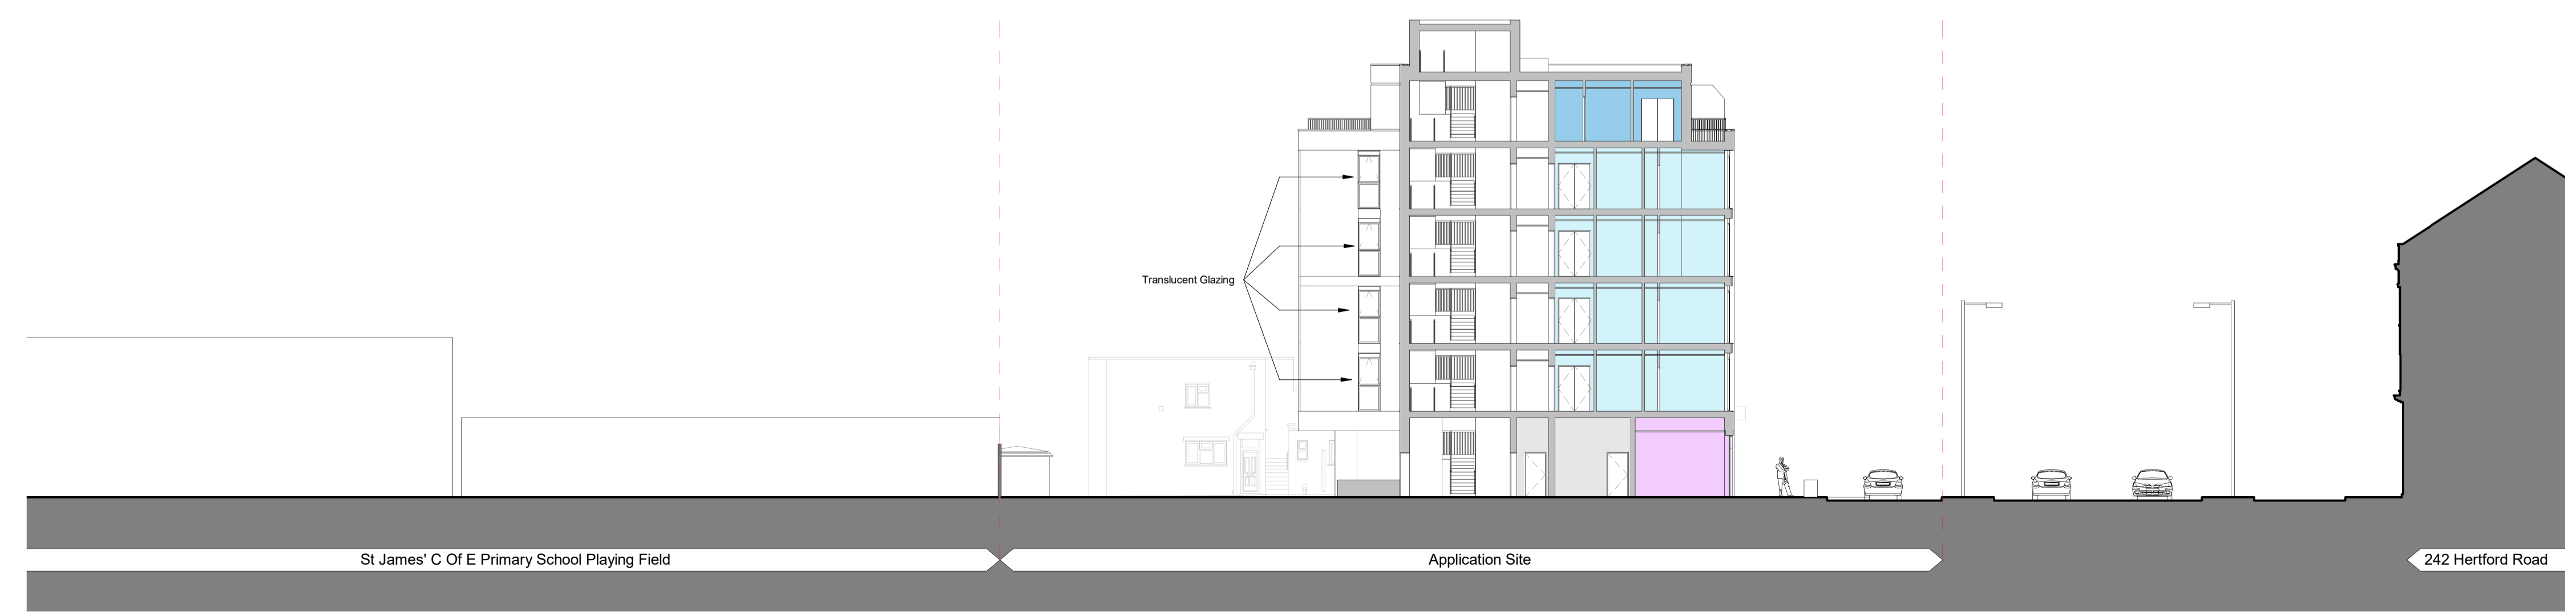 Translucent Glazing
St James' C Of E Primary School Playing Field
Application Site
242 Hertford Road